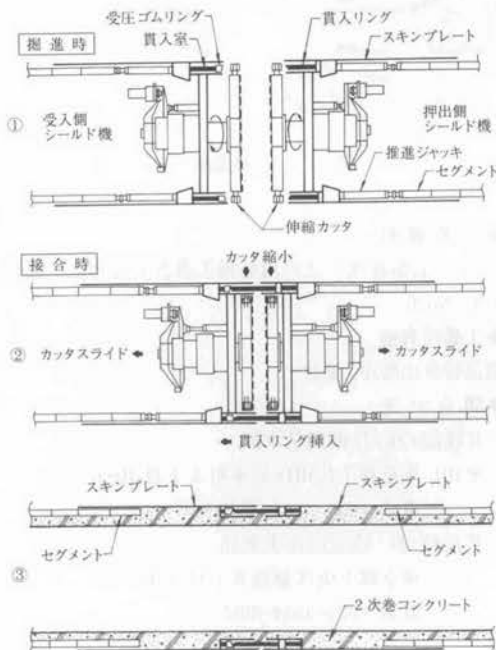 掘進時
受圧ゴムリング
貫入室
貫入リング
スキンプレート
①
受入側
シールド機
押出側
シールド機
推進ジャッキ
セグメント
伸縮カッタ
接合時
カッタ縮小
②
カッタスライド
カッタスライド
貫入リング挿入
スキンプレート
スキンプレート
セグメント
セグメント
③
2次巻コンクリート